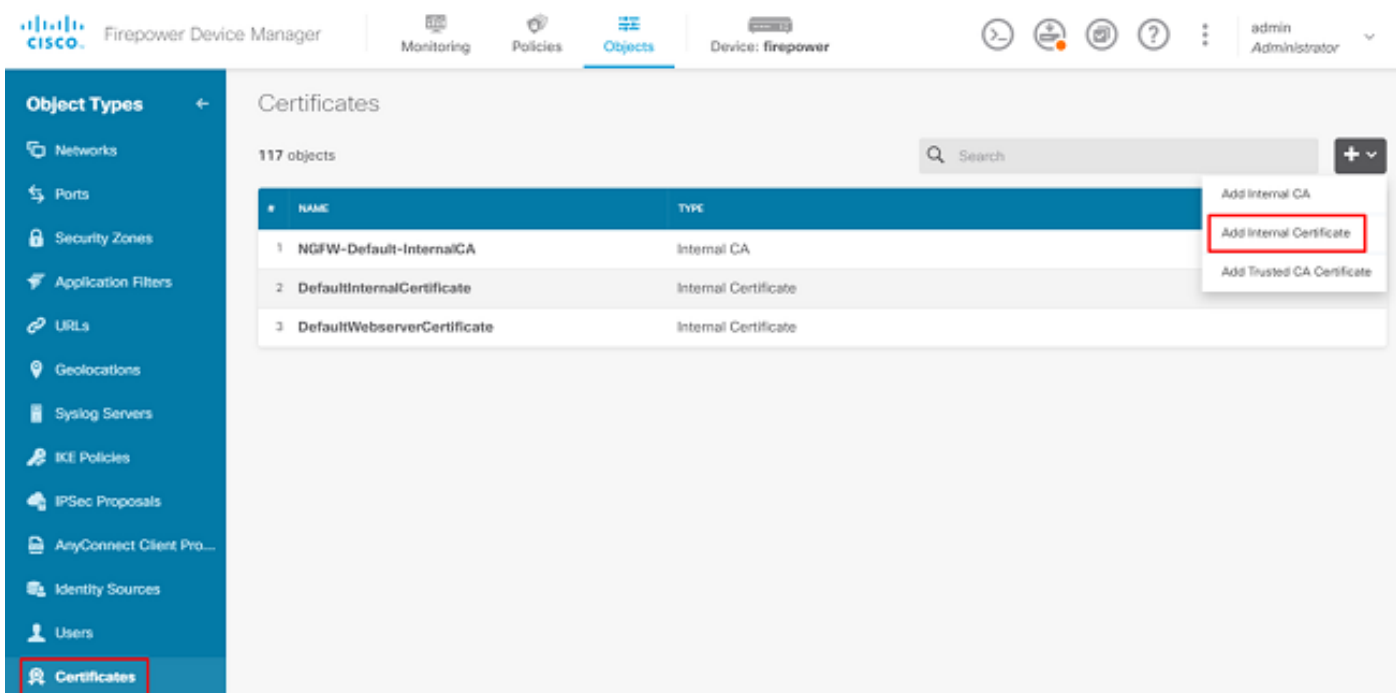 CISCO
Firepower Device Manager
Monitoring
Policies
Objects
Device: firepower
admin
Administrator
Object Types
Networks
Ports
Security Zones
Application Filters
URLs
Geolocations
Syslog Servers
IKE Policies
IPSec Proposals
AnyConnect Client Pro...
Identity Sources
Users
Certificates
Certificates
117 objects
Search
Add Internal CA
Add Internal Certificate
Add Trusted CA Certificate
# NAME TYPE
1 NGFW-Default-InternalCA Internal CA
2 DefaultInternalCertificate Internal Certificate
3 DefaultWebserverCertificate Internal Certificate